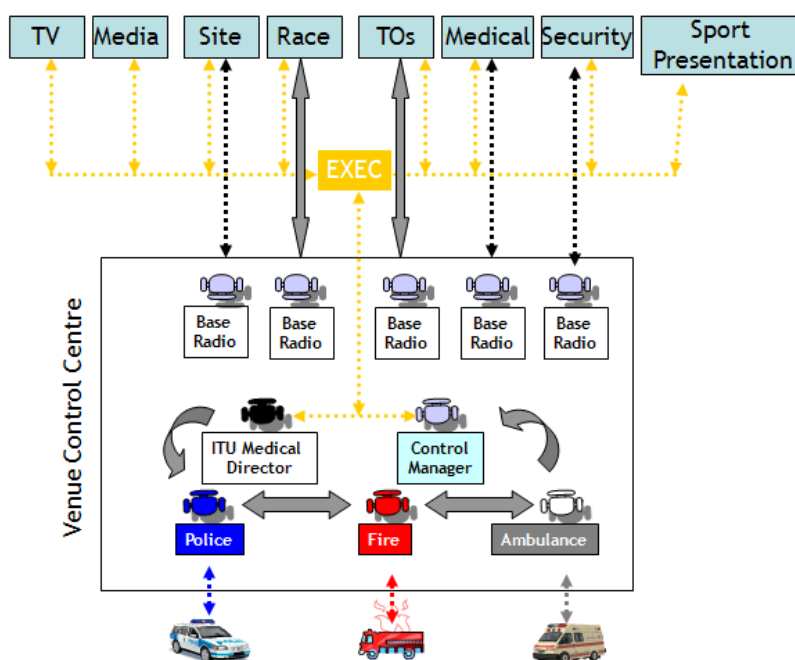 TV
Media
Site
Race
TOs
Medical
Security
Sport
Presentation
EXEC
Venue Control Centre
Base
Radio
Base
Radio
Base
Radio
Base
Radio
Base
Radio
ITU Medical
Director
Control
Manager
Police
Fire
Ambulance